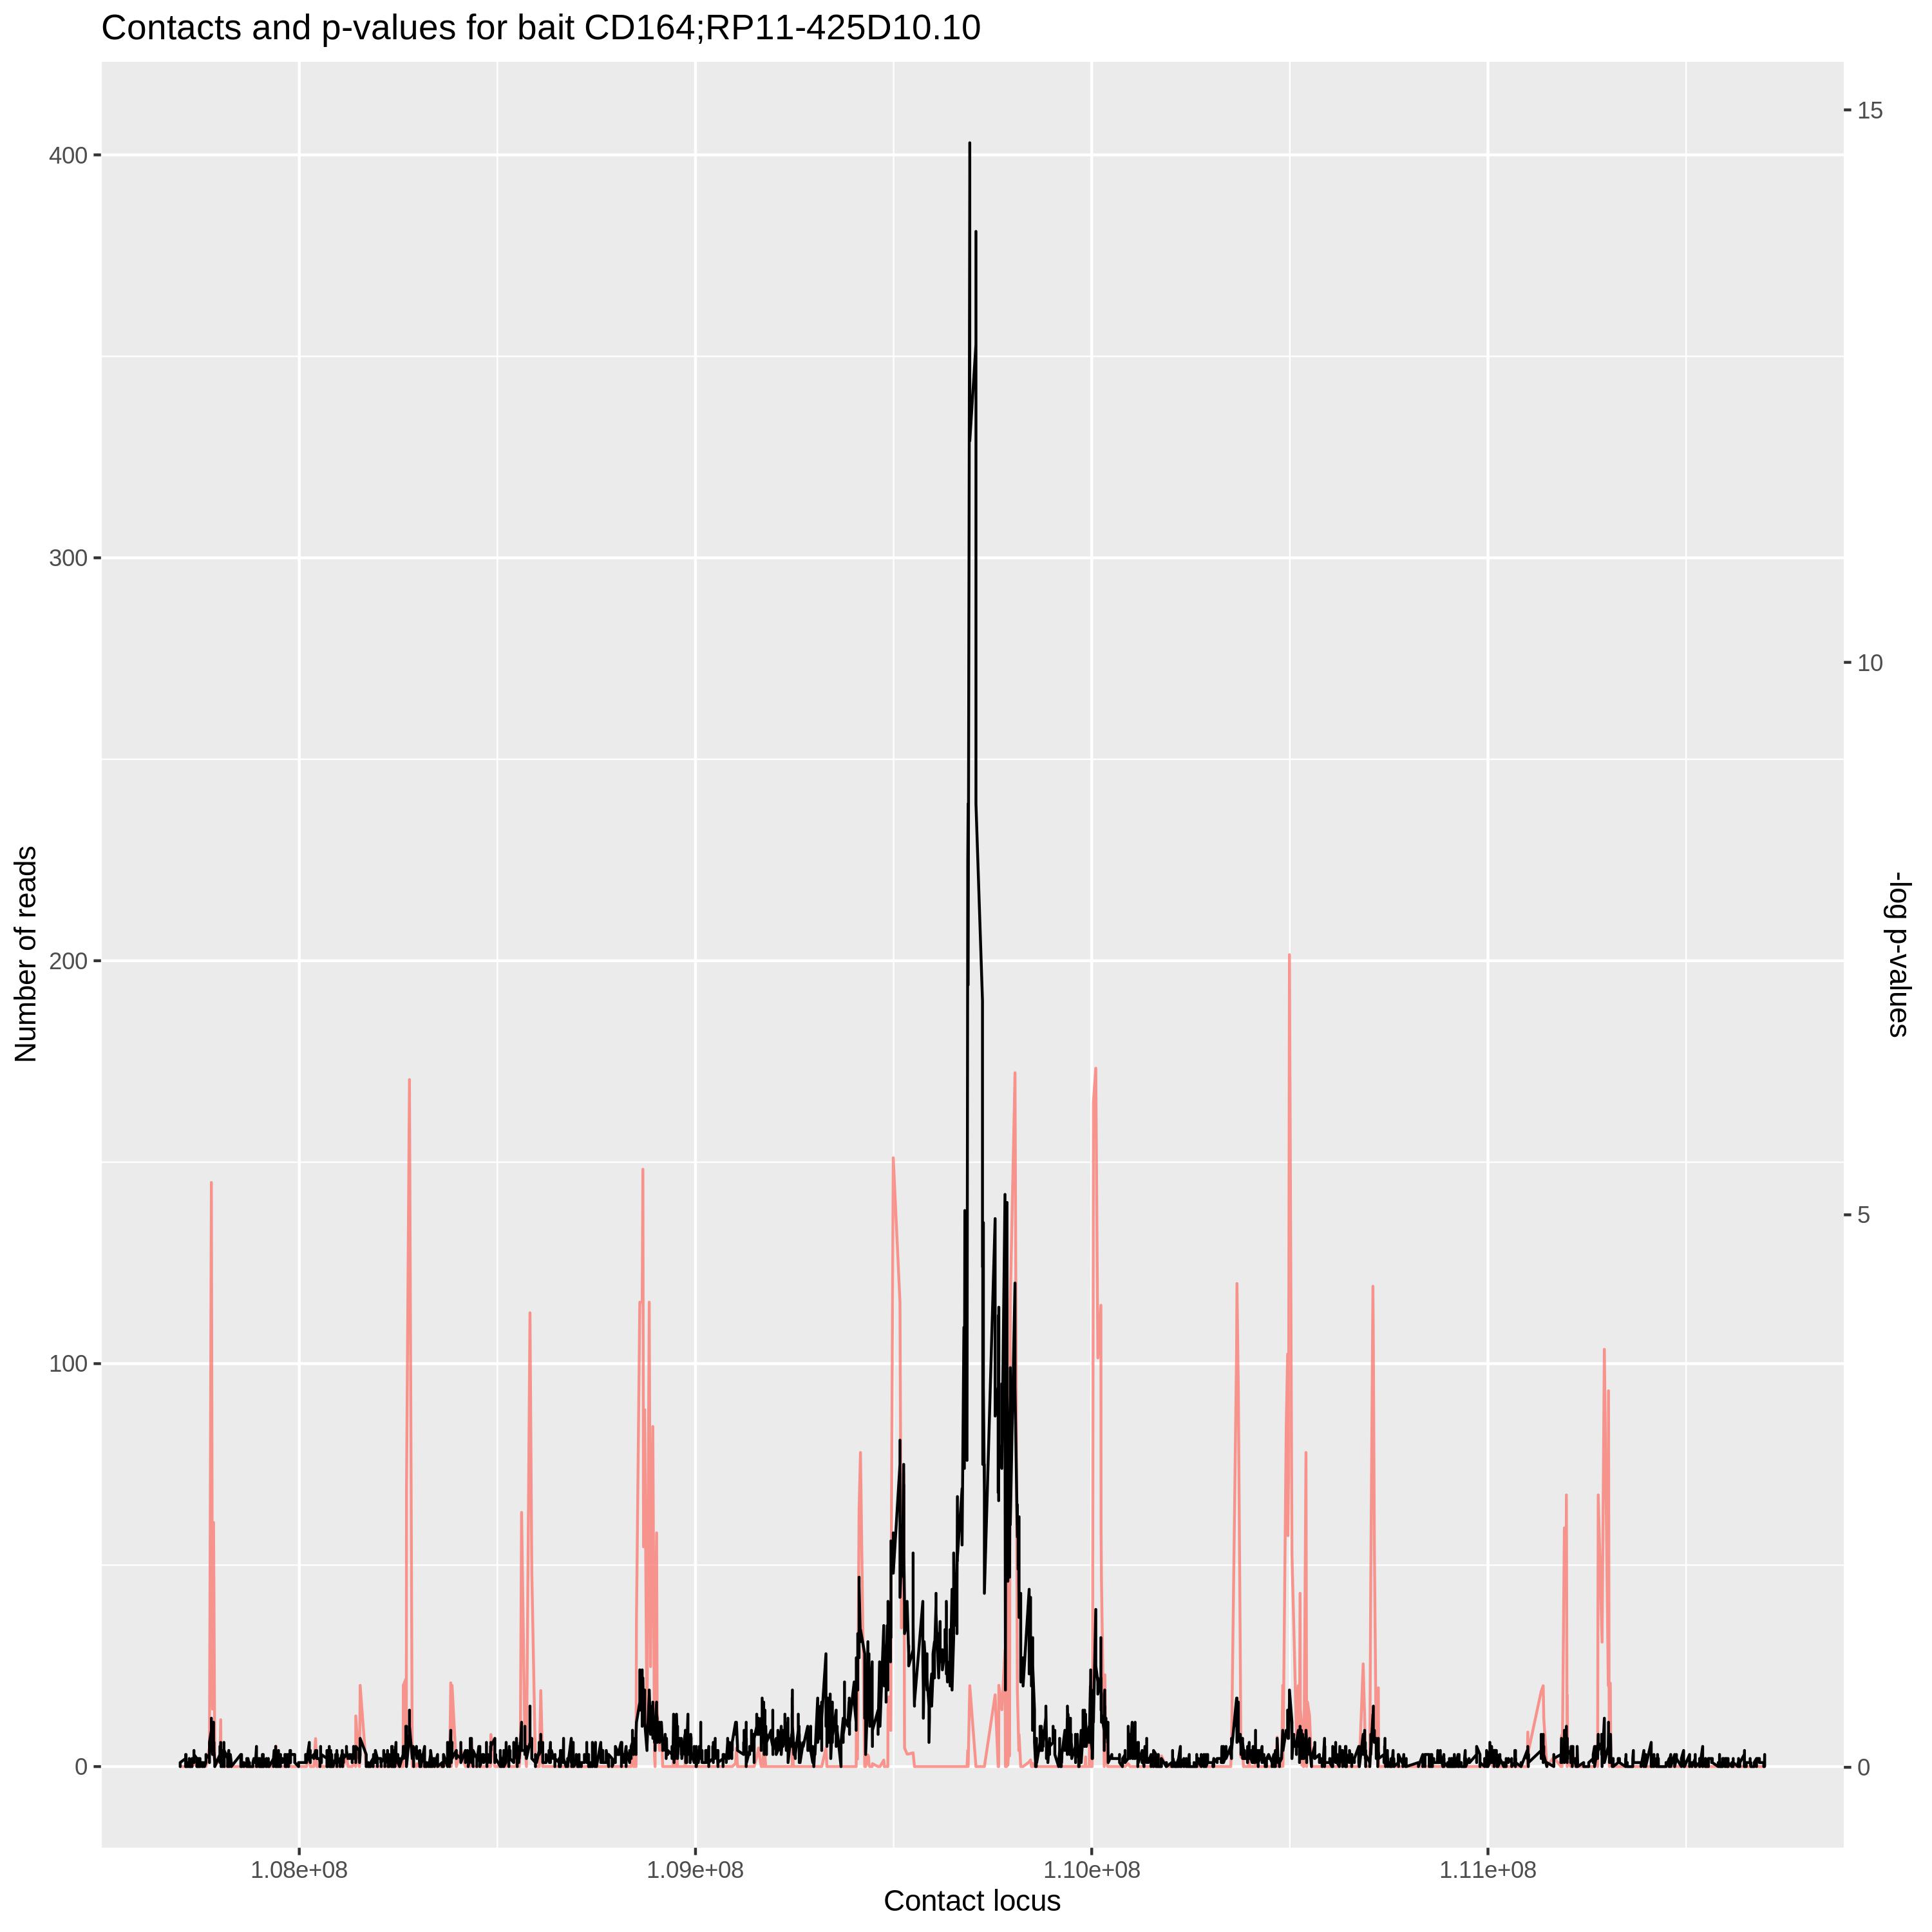 Contacts and p-values for bait CD164;RP11-425D10.10
400
300
200
100
0
Number of reads
15
10
5
0
-log p-values
1.08e+08
1.09e+08
1.10e+08
1.11e+08
Contact locus